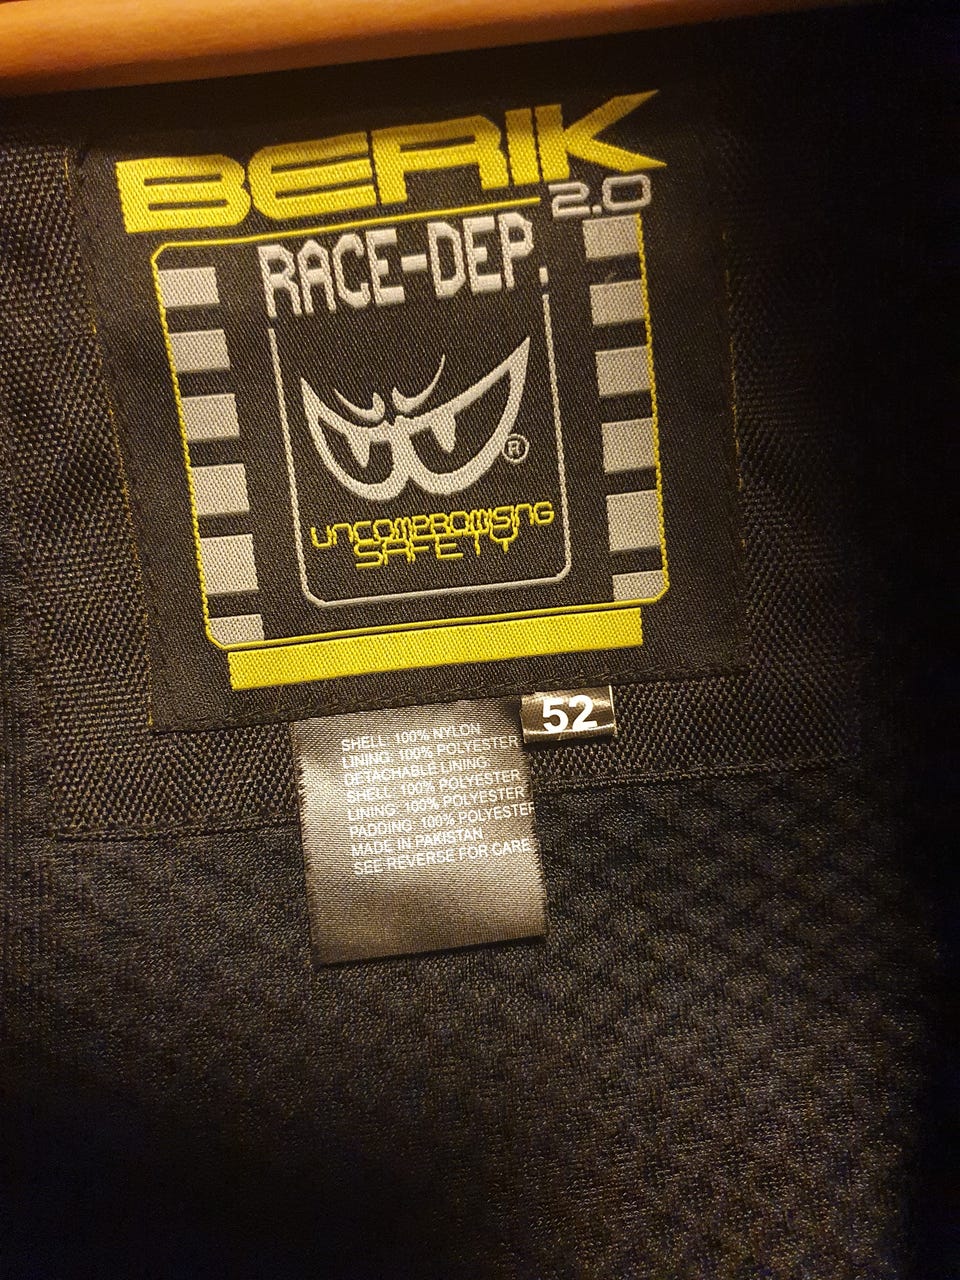 BERIK
2.0
RACE-DEP.
®
UNCOMPROMISING
SAFETY
52
SHELL 100% NYLON
LINING 100% POLYESTER
DETACHABLE LINING
SHELL 100% POLYESTER
LINING 100% POLYESTER
PADDING 100% POLYESTER
MADE IN PAKISTAN
SEE REVERSE FOR CARE